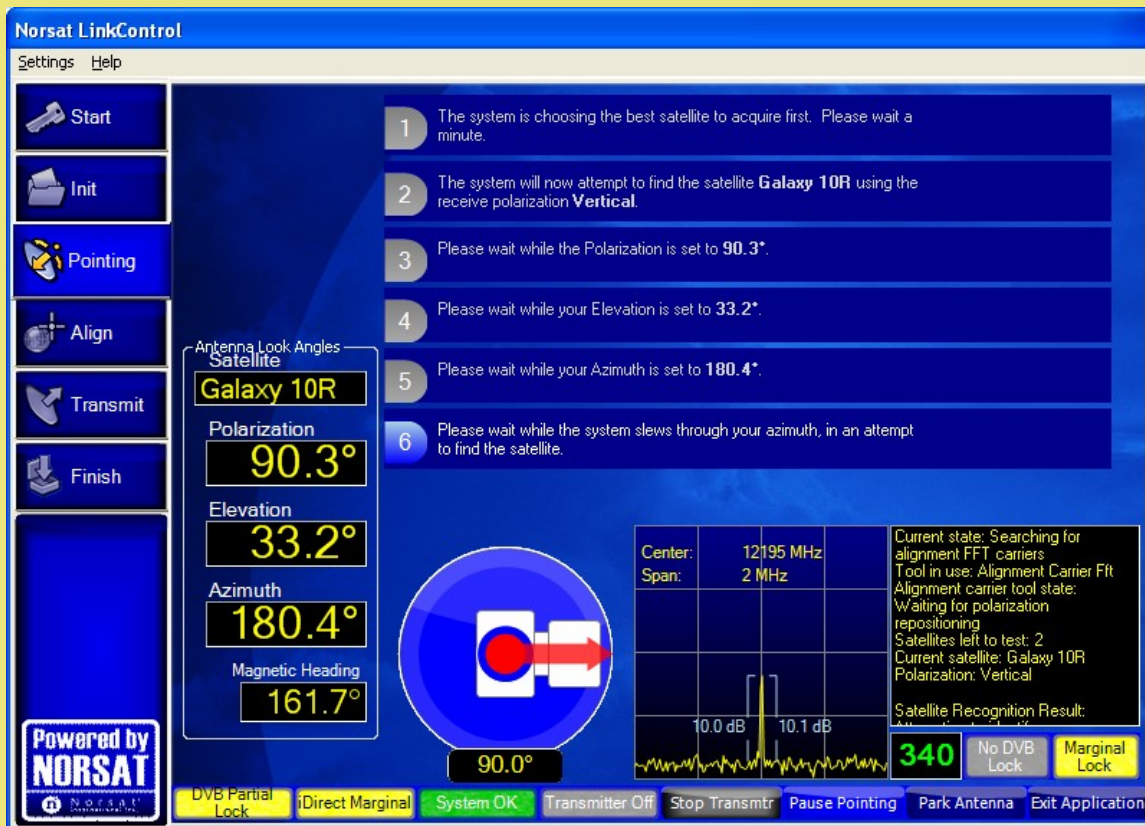 Norsat LinkControl
Settings Help
Start
Init
Pointing
Align
Transmit
Finish
1
The system is choosing the best satellite to acquire first. Please wait a
minute.
2
The system will now attempt to find the satellite Galaxy 10R using the
receive polarization Vertical.
3
Please wait while the Polarization is set to 90.3°.
4
Please wait while your Elevation is set to 33.2°.
5
Please wait while your Azimuth is set to 180.4°.
6
Please wait while the system slews through your azimuth, in an attempt
to find the satellite.
Antenna Look Angles
Satellite
Galaxy 10R
Polarization
90.3°
Elevation
33.2°
Azimuth
180.4°
Magnetic Heading
161.7°
90.0°
Center: 12195 MHz
Span: 2 MHz
10.0 dB 10.1 dB
Current state: Searching for
alignment FFT carriers
Tool in use: Alignment Carrier Fft
Alignment carrier tool state:
Waiting for polarization
repositioning
Satellites left to test: 2
Current satellite: Galaxy 10R
Polarization: Vertical
Satellite Recognition Result:
340
No DVB
Lock
Marginal
Lock
Powered by
NORSAT
Norsat
DVB Partial
Lock
iDirect Marginal
System OK
Transmitter Off
Stop Transmtr
Pause Pointing
Park Antenna
Exit Application